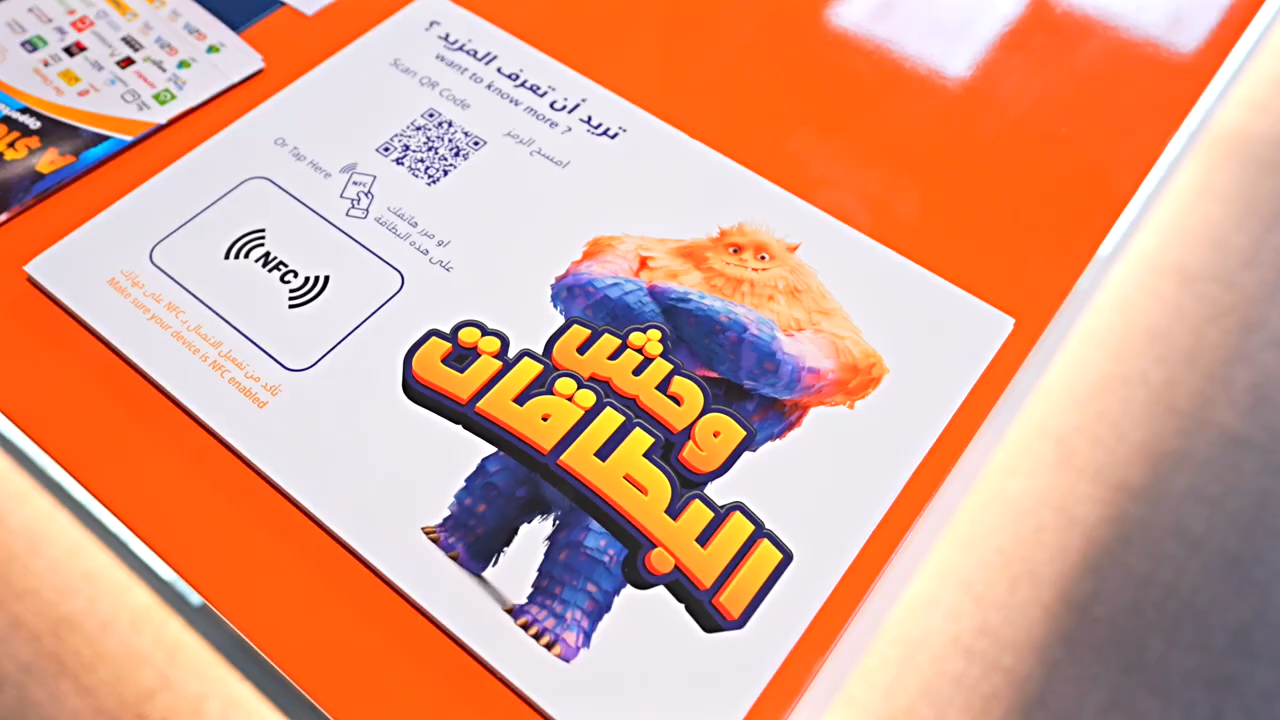 تريد أن تعرف المزيد ؟
want to know more ?
Scan QR Code
امسح الرمز
Or Tap Here
NFC
او مرر هاتفك
على هذه البطاقة
NFC
تأكد من تفعيل الاتصال بـ NFC على جهازك
Make sure your device is NFC enabled
وحش
البطاقات